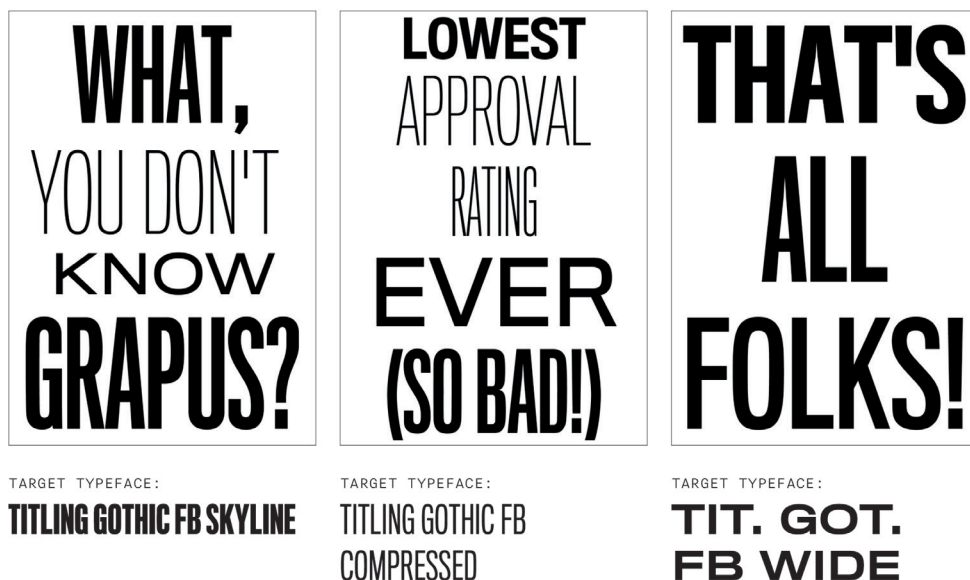 WHAT,
YOU DON'T
KNOW
GRAPUS?
TARGET TYPEFACE:
TITLING GOTHIC FB SKYLINE
LOWEST
APPROVAL
RATING
EVER
(SO BAD!)
TARGET TYPEFACE:
TITLING GOTHIC FB
COMPRESSED
THAT'S
ALL
FOLKS!
TARGET TYPEFACE:
TIT. GOT.
FB WIDE